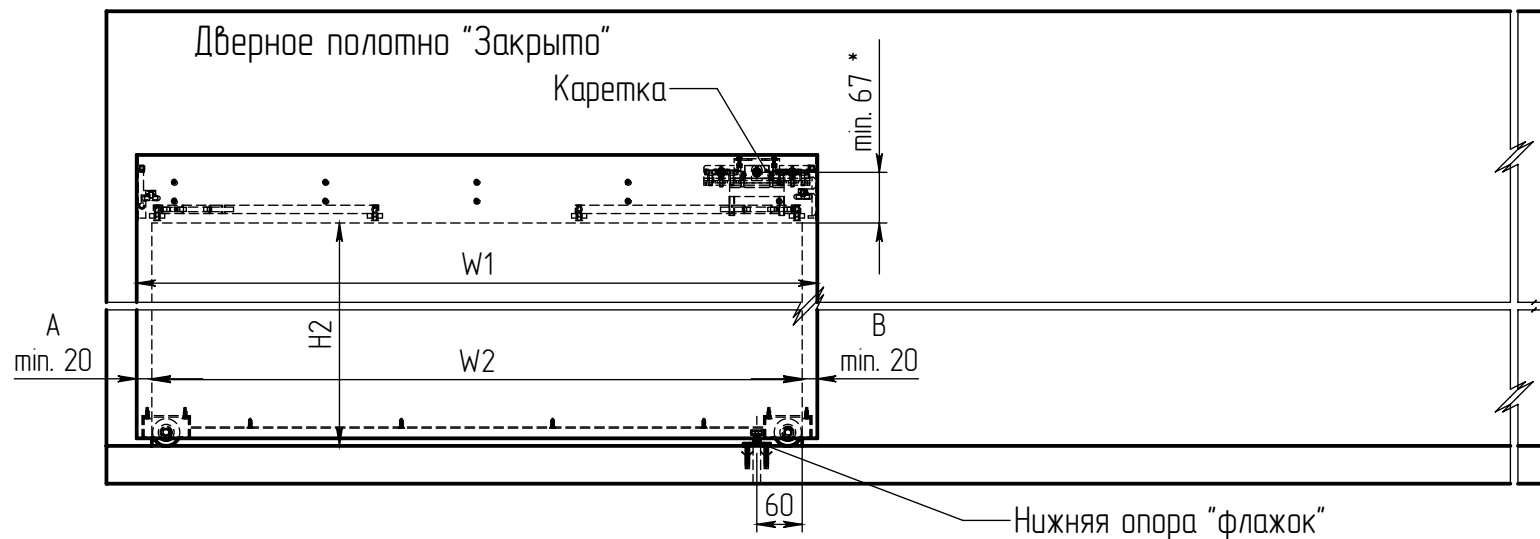 Дверное полотно "Закрыто"
Каретка
min. 67 *
W1
A
min. 20
H2
W2
B
min. 20
60
Нижняя опора "флажок"